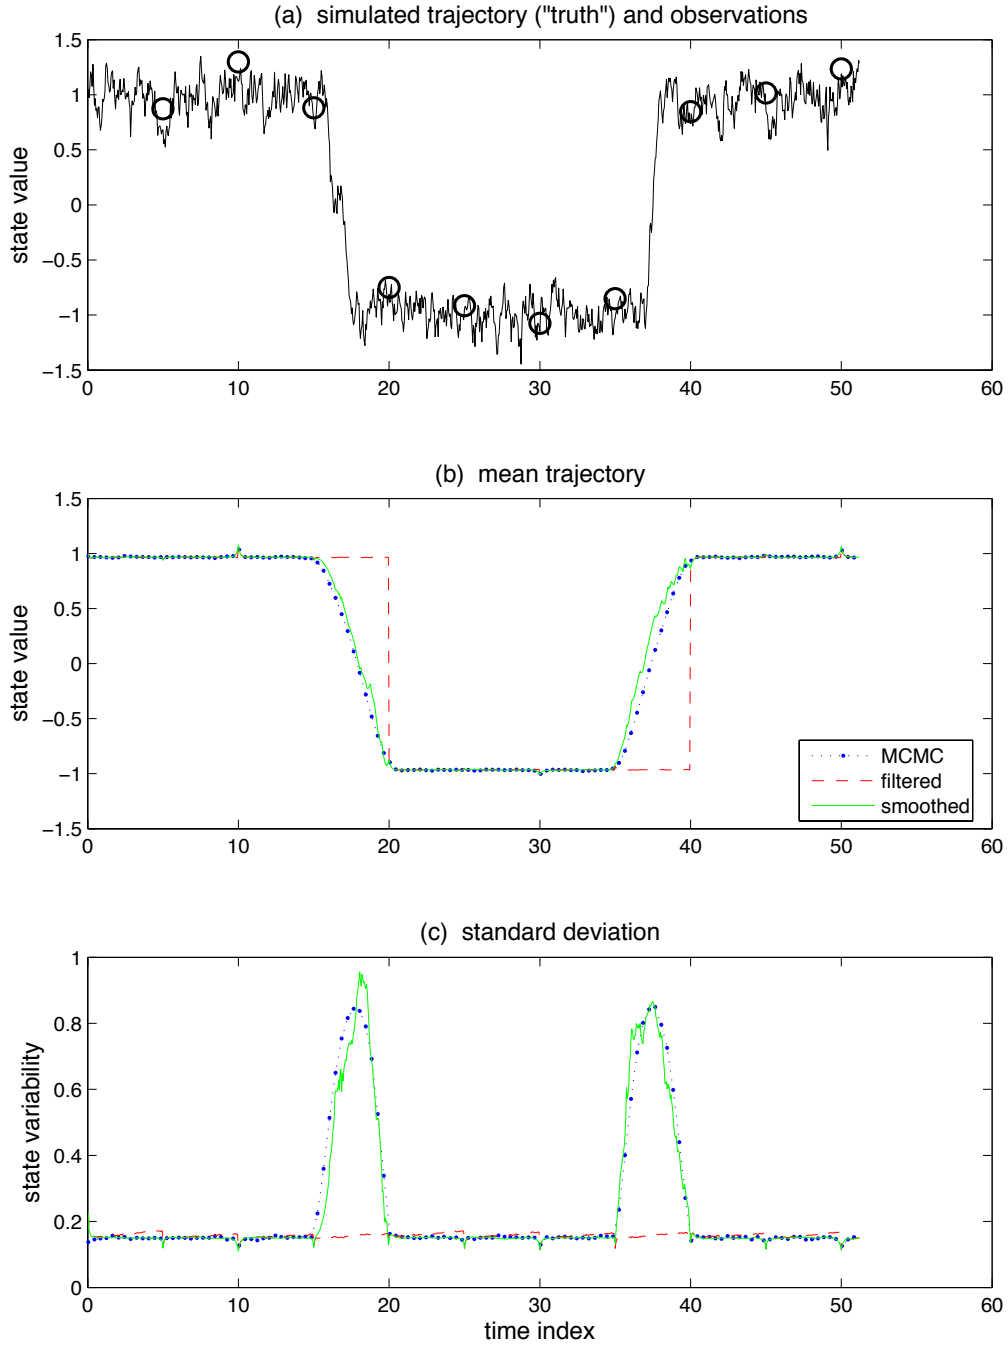 (a) simulated trajectory ("truth") and observations
1.5
1
0.5
0
−0.5
−1
−1.5
state value
0 10 20 30 40 50 60
(b) mean trajectory
1.5
1
0.5
0
−0.5
−1
−1.5
state value
MCMC
filtered
smoothed
0 10 20 30 40 50 60
(c) standard deviation
1
0.8
0.6
0.4
0.2
0
state variability
0 10 20 30 40 50 60
time index